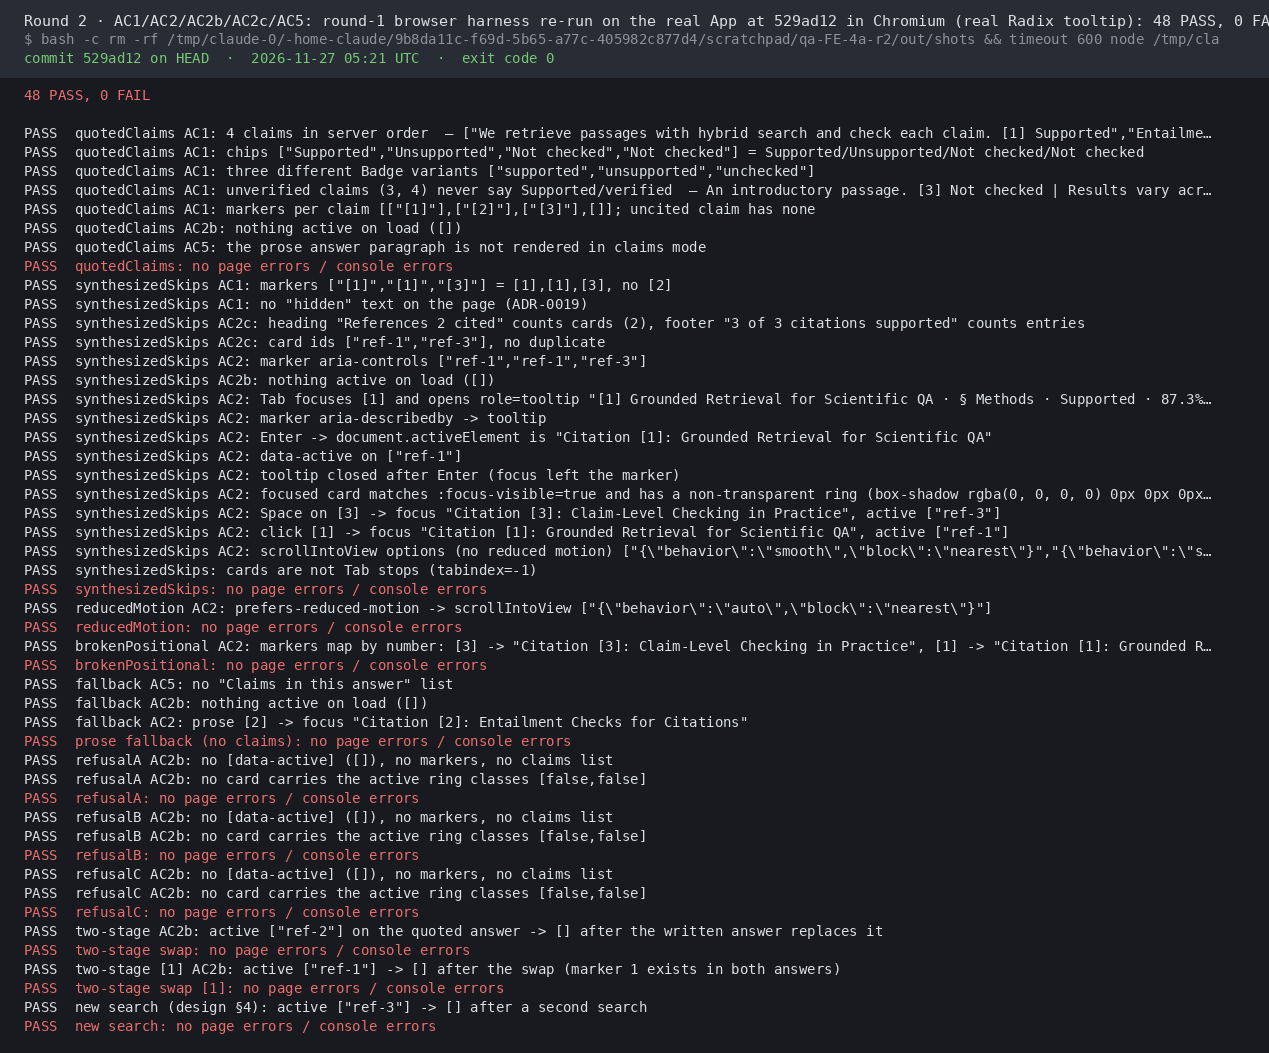 Round 2 · AC1/AC2/AC2b/AC2c/AC5: round-1 browser harness re-run on the real App at 529ad12 in Chromium (real Radix tooltip): 48 PASS, 0 FA
$ bash -c rm -rf /tmp/claude-0/-home-claude/9b8da11c-f69d-5b65-a77c-405982c877d4/scratchpad/qa-FE-4a-r2/out/shots && timeout 600 node /tmp/cla
commit 529ad12 on HEAD · 2026-11-27 05:21 UTC · exit code 0
48 PASS, 0 FAIL
PASS quotedClaims AC1: 4 claims in server order — ["We retrieve passages with hybrid search and check each claim. [1] Supported","Entailme…
PASS quotedClaims AC1: chips ["Supported","Unsupported","Not checked","Not checked"] = Supported/Unsupported/Not checked/Not checked
PASS quotedClaims AC1: three different Badge variants ["supported","unsupported","unchecked"]
PASS quotedClaims AC1: unverified claims (3, 4) never say Supported/verified — An introductory passage. [3] Not checked | Results vary acr…
PASS quotedClaims AC1: markers per claim [["[1]"],["[2]"],["[3]"],[]]; uncited claim has none
PASS quotedClaims AC2b: nothing active on load ([])
PASS quotedClaims AC5: the prose answer paragraph is not rendered in claims mode
PASS quotedClaims: no page errors / console errors
PASS synthesizedSkips AC1: markers ["[1]","[1]","[3]"] = [1],[1],[3], no [2]
PASS synthesizedSkips AC1: no "hidden" text on the page (ADR-0019)
PASS synthesizedSkips AC2c: heading "References 2 cited" counts cards (2), footer "3 of 3 citations supported" counts entries
PASS synthesizedSkips AC2c: card ids ["ref-1","ref-3"], no duplicate
PASS synthesizedSkips AC2: marker aria-controls ["ref-1","ref-1","ref-3"]
PASS synthesizedSkips AC2b: nothing active on load ([])
PASS synthesizedSkips AC2: Tab focuses [1] and opens role=tooltip "[1] Grounded Retrieval for Scientific QA · § Methods · Supported · 87.3%…
PASS synthesizedSkips AC2: marker aria-describedby -> tooltip
PASS synthesizedSkips AC2: Enter -> document.activeElement is "Citation [1]: Grounded Retrieval for Scientific QA"
PASS synthesizedSkips AC2: data-active on ["ref-1"]
PASS synthesizedSkips AC2: tooltip closed after Enter (focus left the marker)
PASS synthesizedSkips AC2: focused card matches :focus-visible=true and has a non-transparent ring (box-shadow rgba(0, 0, 0, 0) 0px 0px 0px…
PASS synthesizedSkips AC2: Space on [3] -> focus "Citation [3]: Claim-Level Checking in Practice", active ["ref-3"]
PASS synthesizedSkips AC2: click [1] -> focus "Citation [1]: Grounded Retrieval for Scientific QA", active ["ref-1"]
PASS synthesizedSkips AC2: scrollIntoView options (no reduced motion) ["{\"behavior\":\"smooth\",\"block\":\"nearest\"}","{\"behavior\":\"s…
PASS synthesizedSkips: cards are not Tab stops (tabindex=-1)
PASS synthesizedSkips: no page errors / console errors
PASS reducedMotion AC2: prefers-reduced-motion -> scrollIntoView ["{\"behavior\":\"auto\",\"block\":\"nearest\"}"]
PASS reducedMotion: no page errors / console errors
PASS brokenPositional AC2: markers map by number: [3] -> "Citation [3]: Claim-Level Checking in Practice", [1] -> "Citation [1]: Grounded R…
PASS brokenPositional: no page errors / console errors
PASS fallback AC5: no "Claims in this answer" list
PASS fallback AC2b: nothing active on load ([])
PASS fallback AC2: prose [2] -> focus "Citation [2]: Entailment Checks for Citations"
PASS prose fallback (no claims): no page errors / console errors
PASS refusalA AC2b: no [data-active] ([]), no markers, no claims list
PASS refusalA AC2b: no card carries the active ring classes [false,false]
PASS refusalA: no page errors / console errors
PASS refusalB AC2b: no [data-active] ([]), no markers, no claims list
PASS refusalB AC2b: no card carries the active ring classes [false,false]
PASS refusalB: no page errors / console errors
PASS refusalC AC2b: no [data-active] ([]), no markers, no claims list
PASS refusalC AC2b: no card carries the active ring classes [false,false]
PASS refusalC: no page errors / console errors
PASS two-stage AC2b: active ["ref-2"] on the quoted answer -> [] after the written answer replaces it
PASS two-stage swap: no page errors / console errors
PASS two-stage [1] AC2b: active ["ref-1"] -> [] after the swap (marker 1 exists in both answers)
PASS two-stage swap [1]: no page errors / console errors
PASS new search (design §4): active ["ref-3"] -> [] after a second search
PASS new search: no page errors / console errors